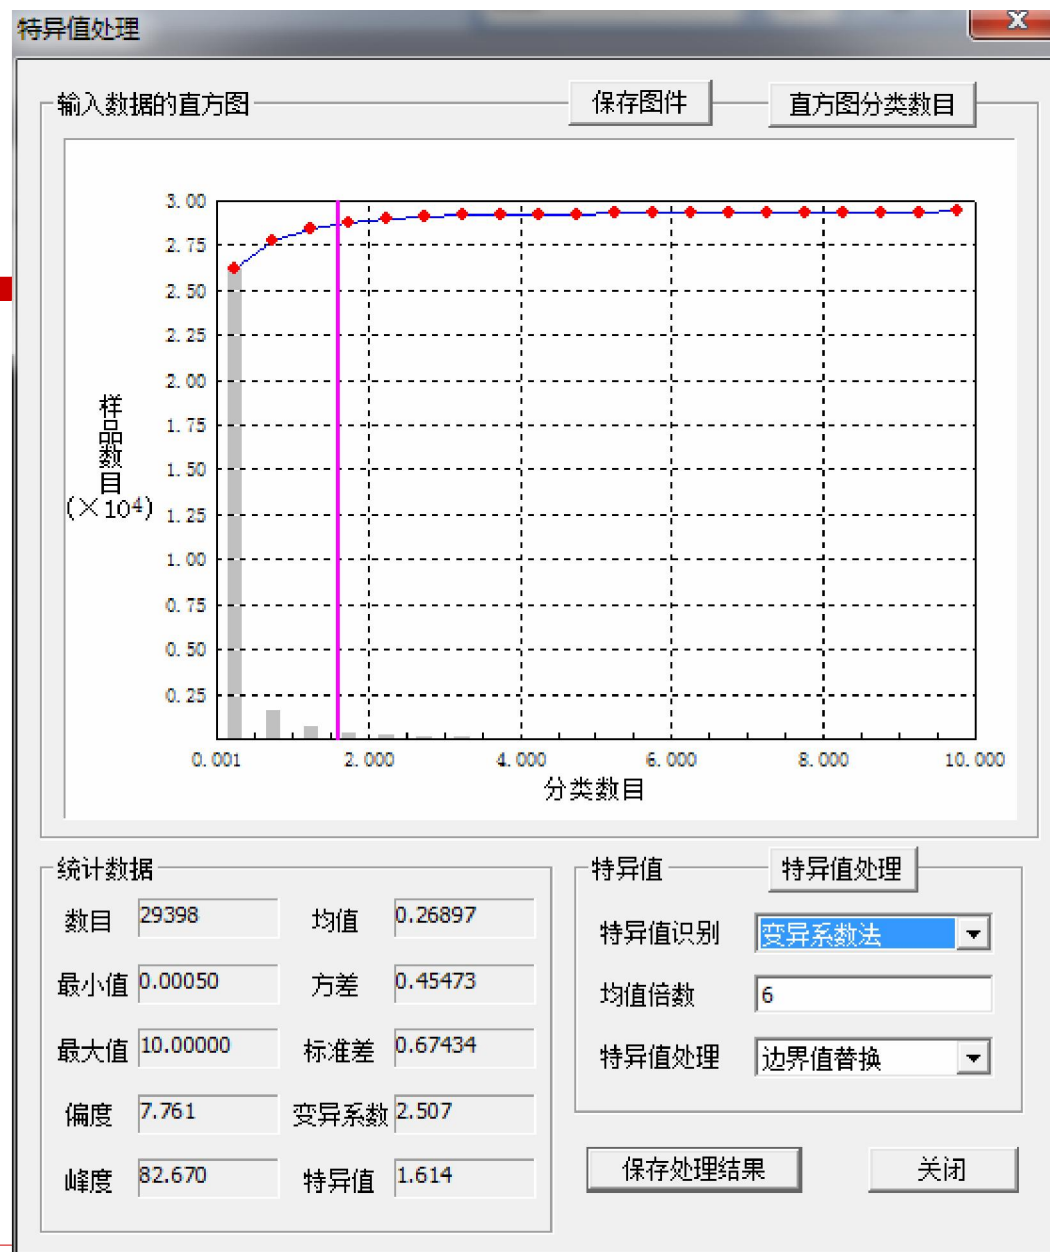 特异值处理
输入数据的直方图 保存图件 直方图分类数目
3.00
2.75
2.50
2.25
2.00
1.75
1.50
1.25
1.00
0.75
0.50
0.25
样品数目
(×10⁴)
0.001 2.000 4.000 6.000 8.000 10.000
分类数目
统计数据
数目 29398 均值 0.26897
最小值 0.00050 方差 0.45473
最大值 10.00000 标准差 0.67434
偏度 7.761 变异系数 2.507
峰度 82.670 特异值 1.614
特异值 特异值处理
特异值识别 变异系数法
均值倍数 6
特异值处理 边界值替换
保存处理结果 关闭